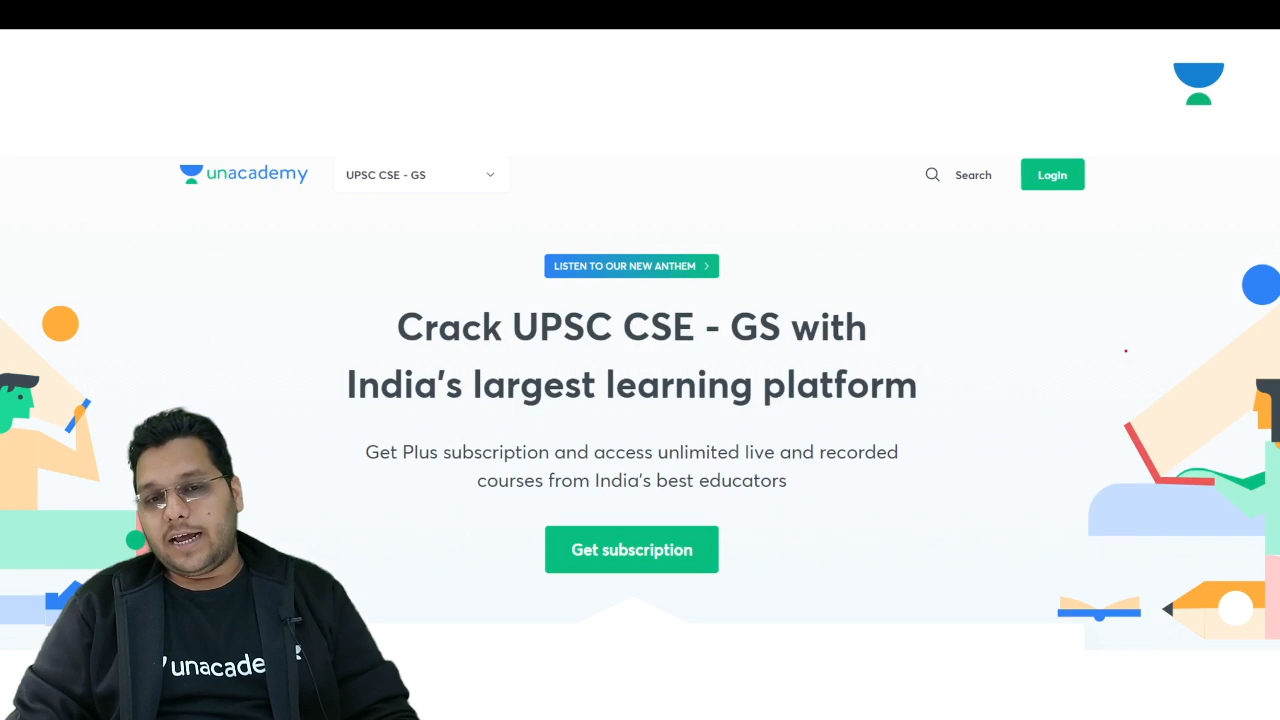 unacademy
UPSC CSE - GS
Search
Login
LISTEN TO OUR NEW ANTHEM
Crack UPSC CSE - GS with
India's largest learning platform
Get Plus subscription and access unlimited live and recorded
courses from India's best educators
Get subscription
unacade